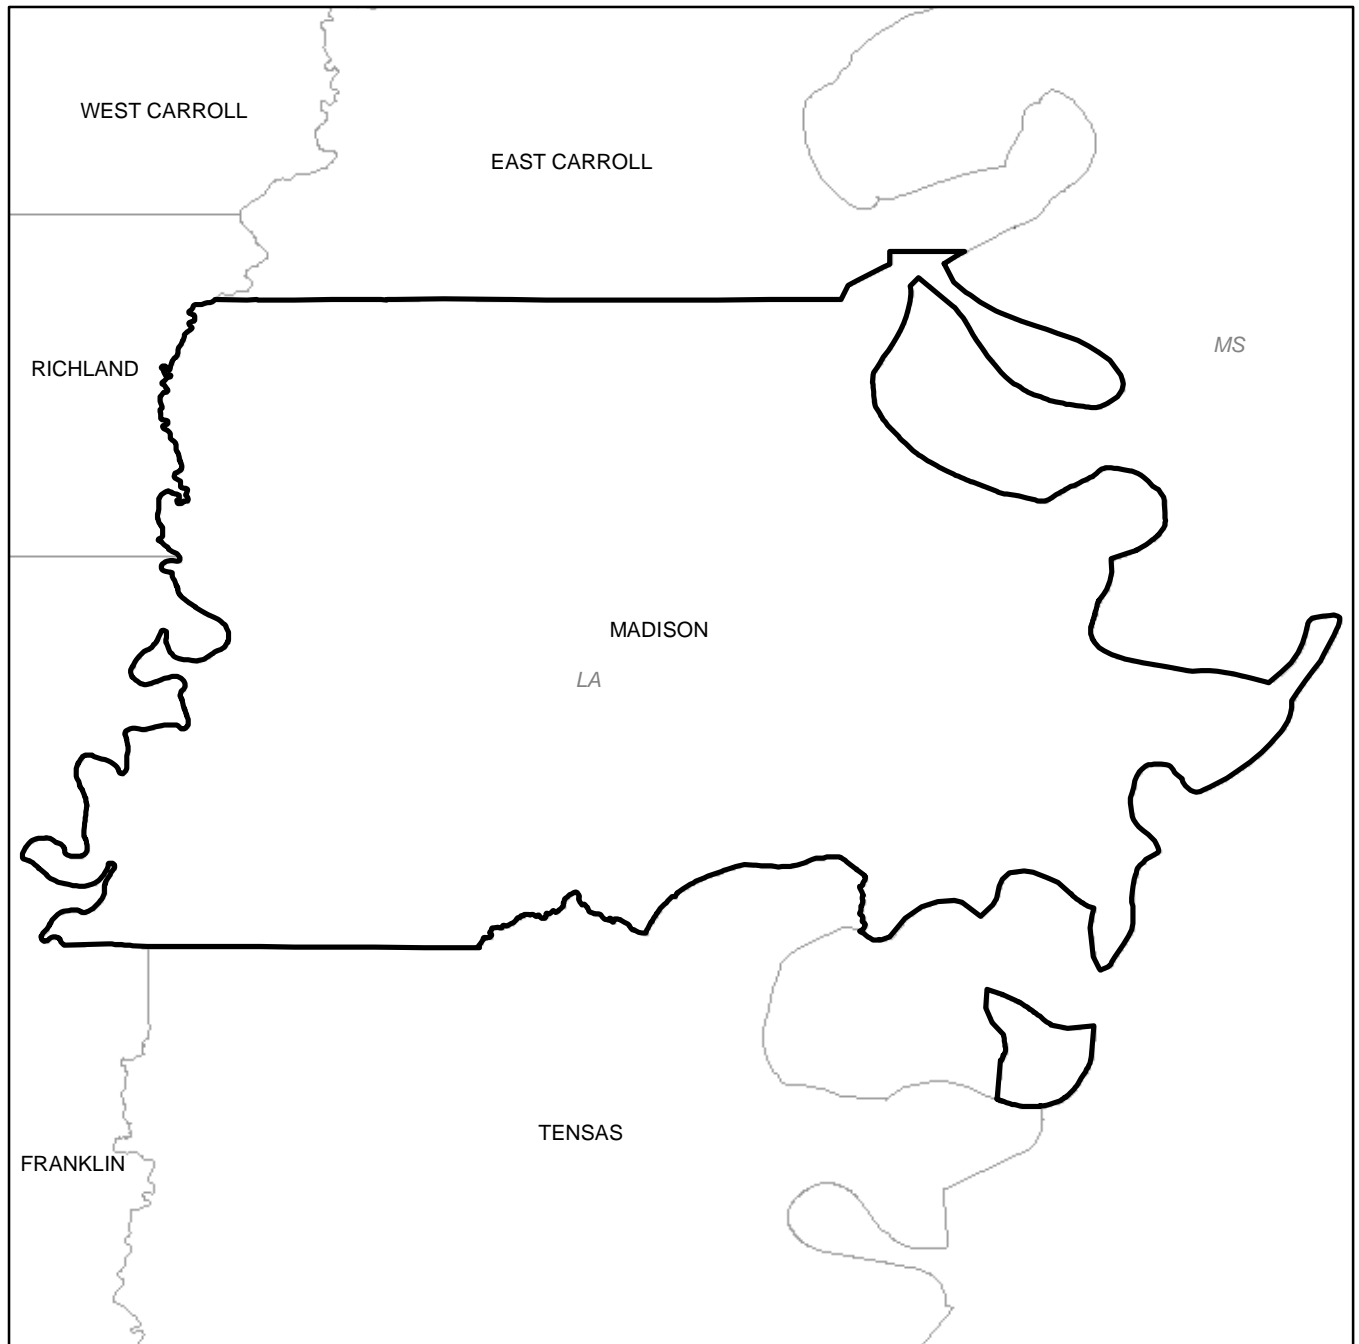 WEST CARROLL
EAST CARROLL
MS
RICHLAND
MADISON
LA
TENSAS
FRANKLIN